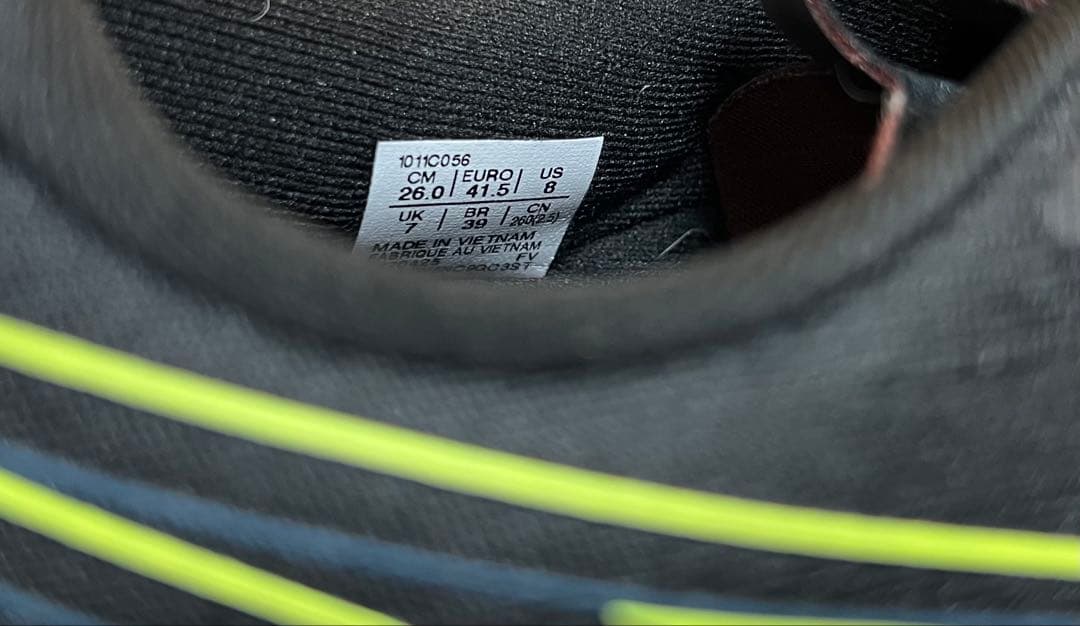 1011C056
CM | EURO | US
26.0 | 41.5 | 8
UK / BR / CN
7 39 260(2.5)
MADE IN VIETNAM
FABRIQUE AU VIETNAM
FV